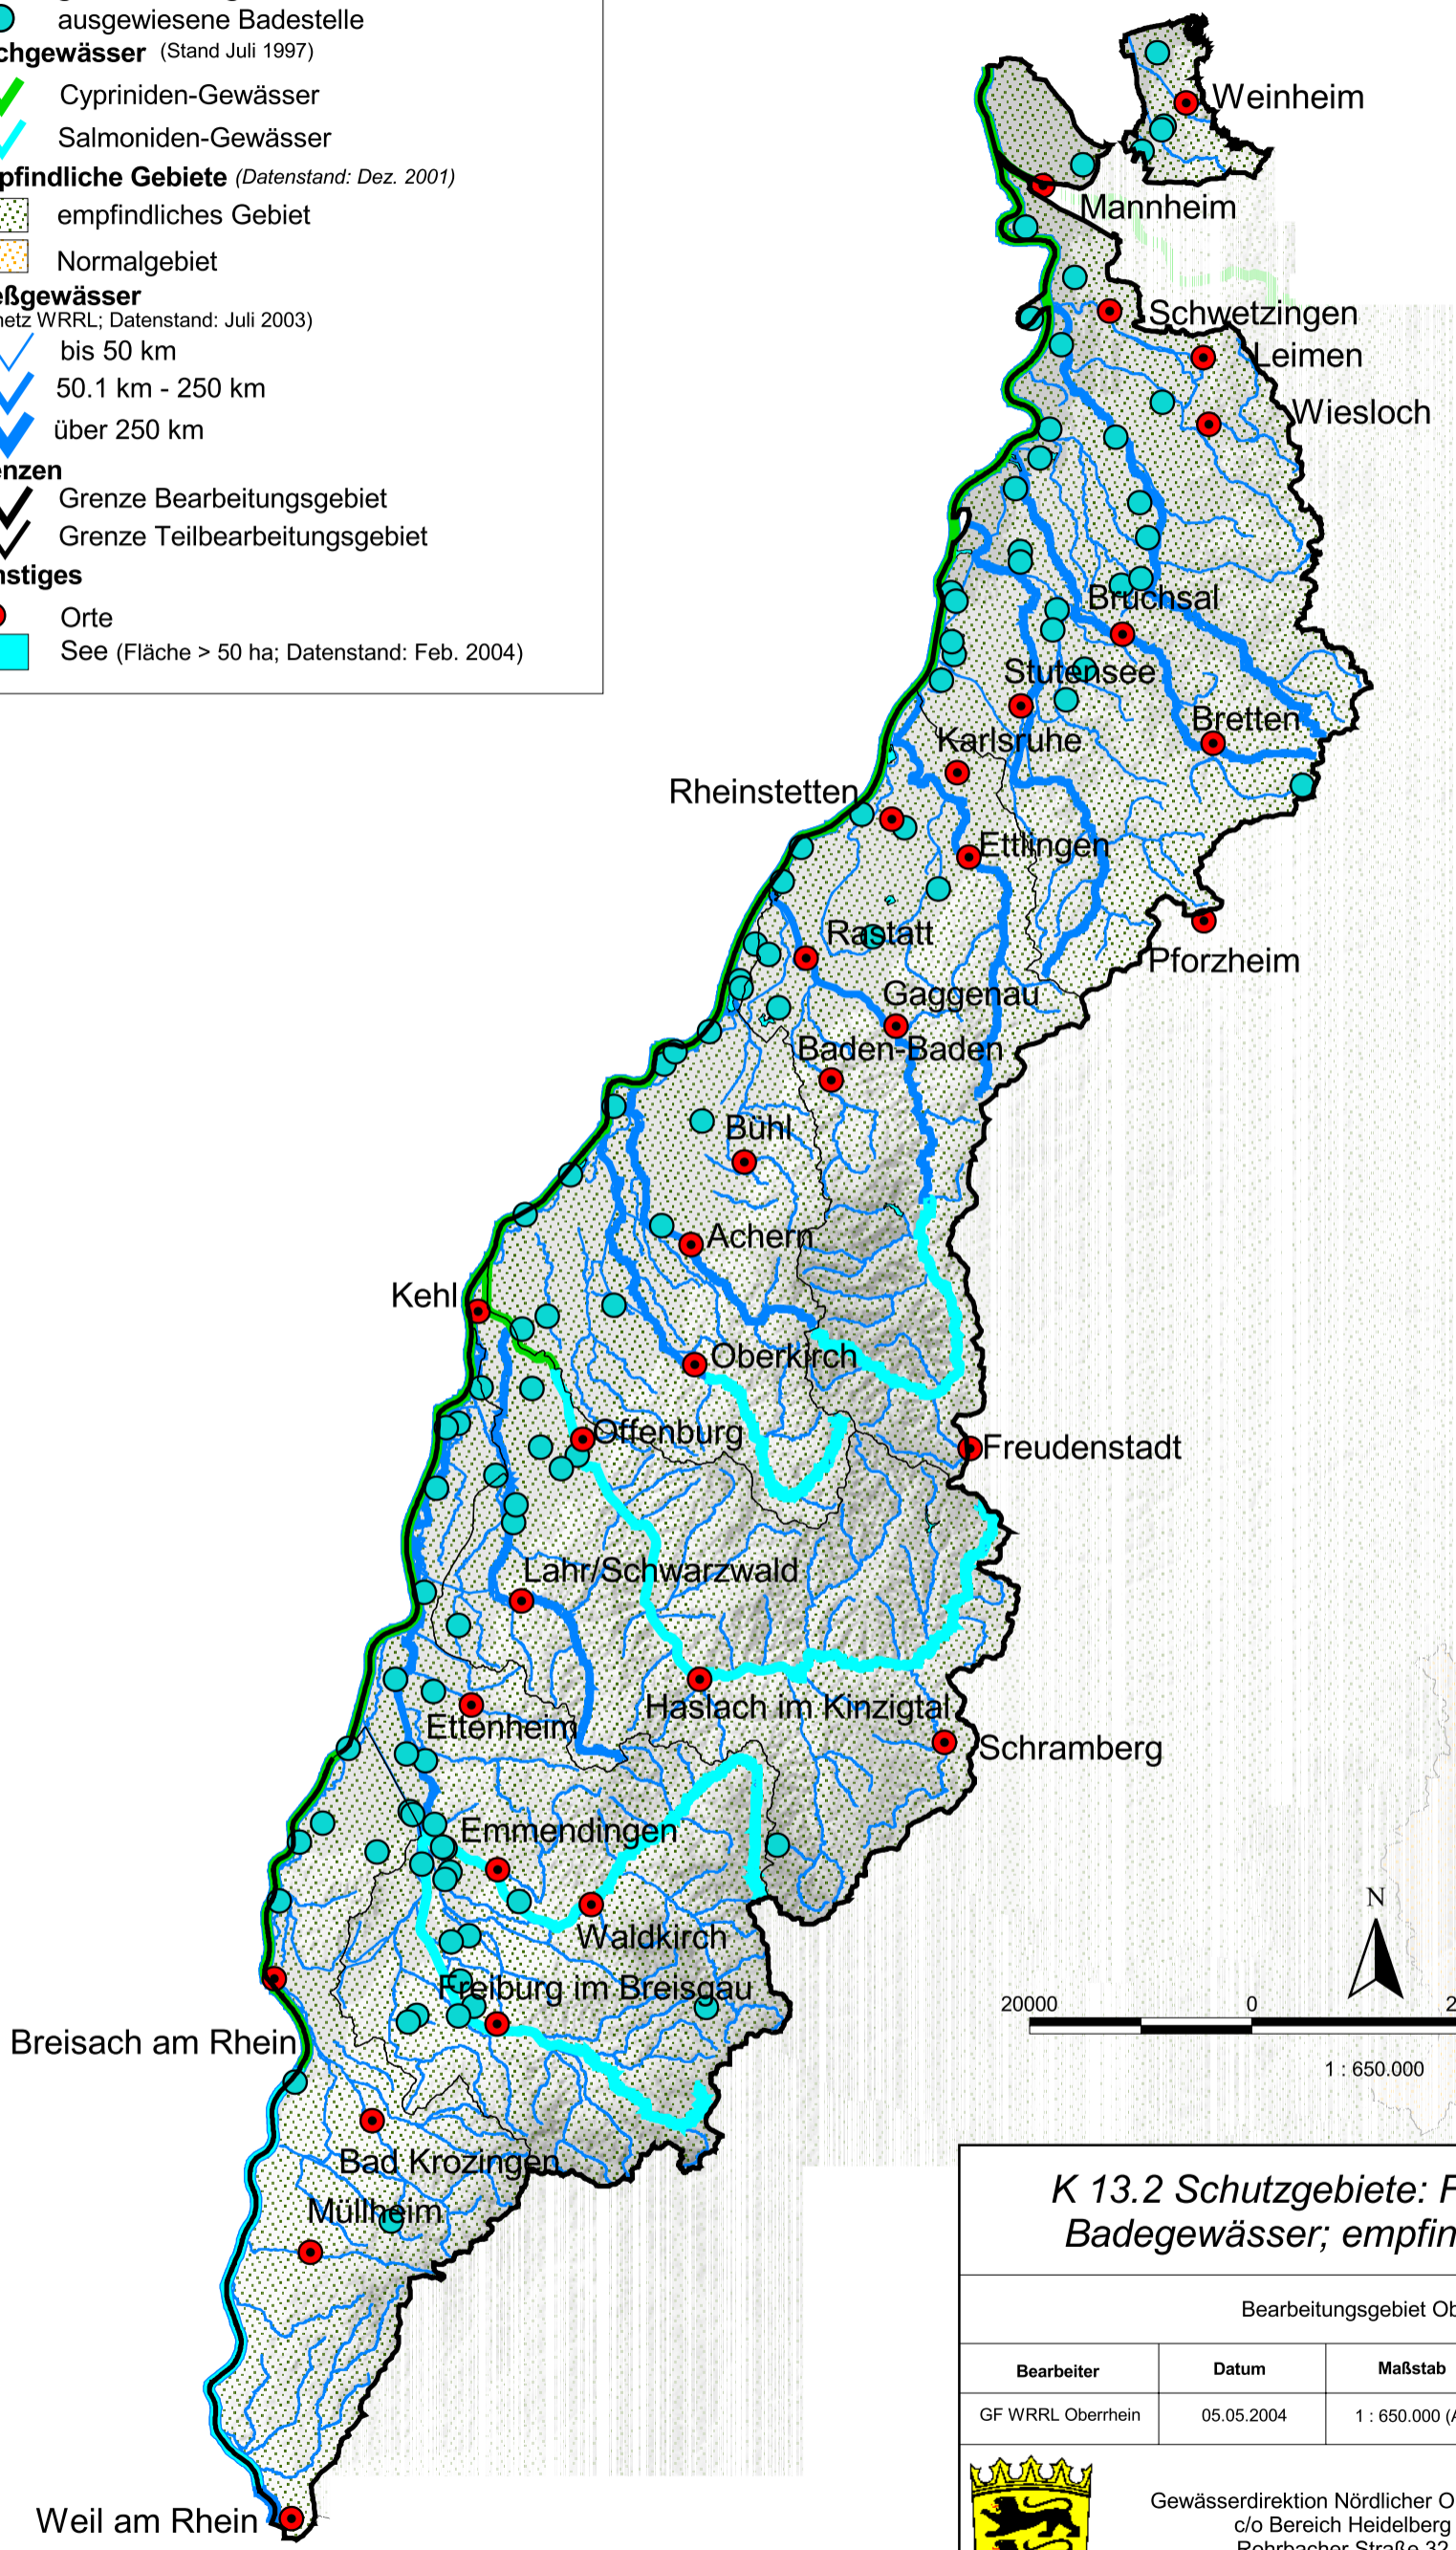 ausgewiesene Badestelle
chgewässer (Stand Juli 1997)
Cypriniden-Gewässer
Salmoniden-Gewässer
pfindliche Gebiete (Datenstand: Dez. 2001)
empfindliches Gebiet
Normalgebiet
eßgewässer
netz WRRL; Datenstand: Juli 2003)
bis 50 km
50.1 km - 250 km
über 250 km
enzen
Grenze Bearbeitungsgebiet
Grenze Teilbearbeitungsgebiet
nstiges
Orte
See (Fläche > 50 ha; Datenstand: Feb. 2004)
Weinheim
Mannheim
Schwetzingen
Leimen
Wiesloch
Bruchsal
Stutensee
Bretten
Karlsruhe
Rheinstetten
Ettlingen
Rastatt
Pforzheim
Gaggenau
Baden-Baden
Bühl
Achern
Kehl
Oberkirch
Offenburg
Freudenstadt
Lahr/Schwarzwald
Haslach im Kinzigtal
Ettenheim
Schramberg
Emmendingen
Waldkirch
Freiburg im Breisgau
Breisach am Rhein
Bad Krozingen
Müllheim
Weil am Rhein
N
20000 0 2
1 : 650.000
K 13.2 Schutzgebiete: F
Badegewässer; empfin
Bearbeitungsgebiet Ob
Bearbeiter Datum Maßstab
GF WRRL Oberrhein 05.05.2004 1 : 650.000 (A
Gewässerdirektion Nördlicher O
c/o Bereich Heidelberg
Rohrbacher Straße 32